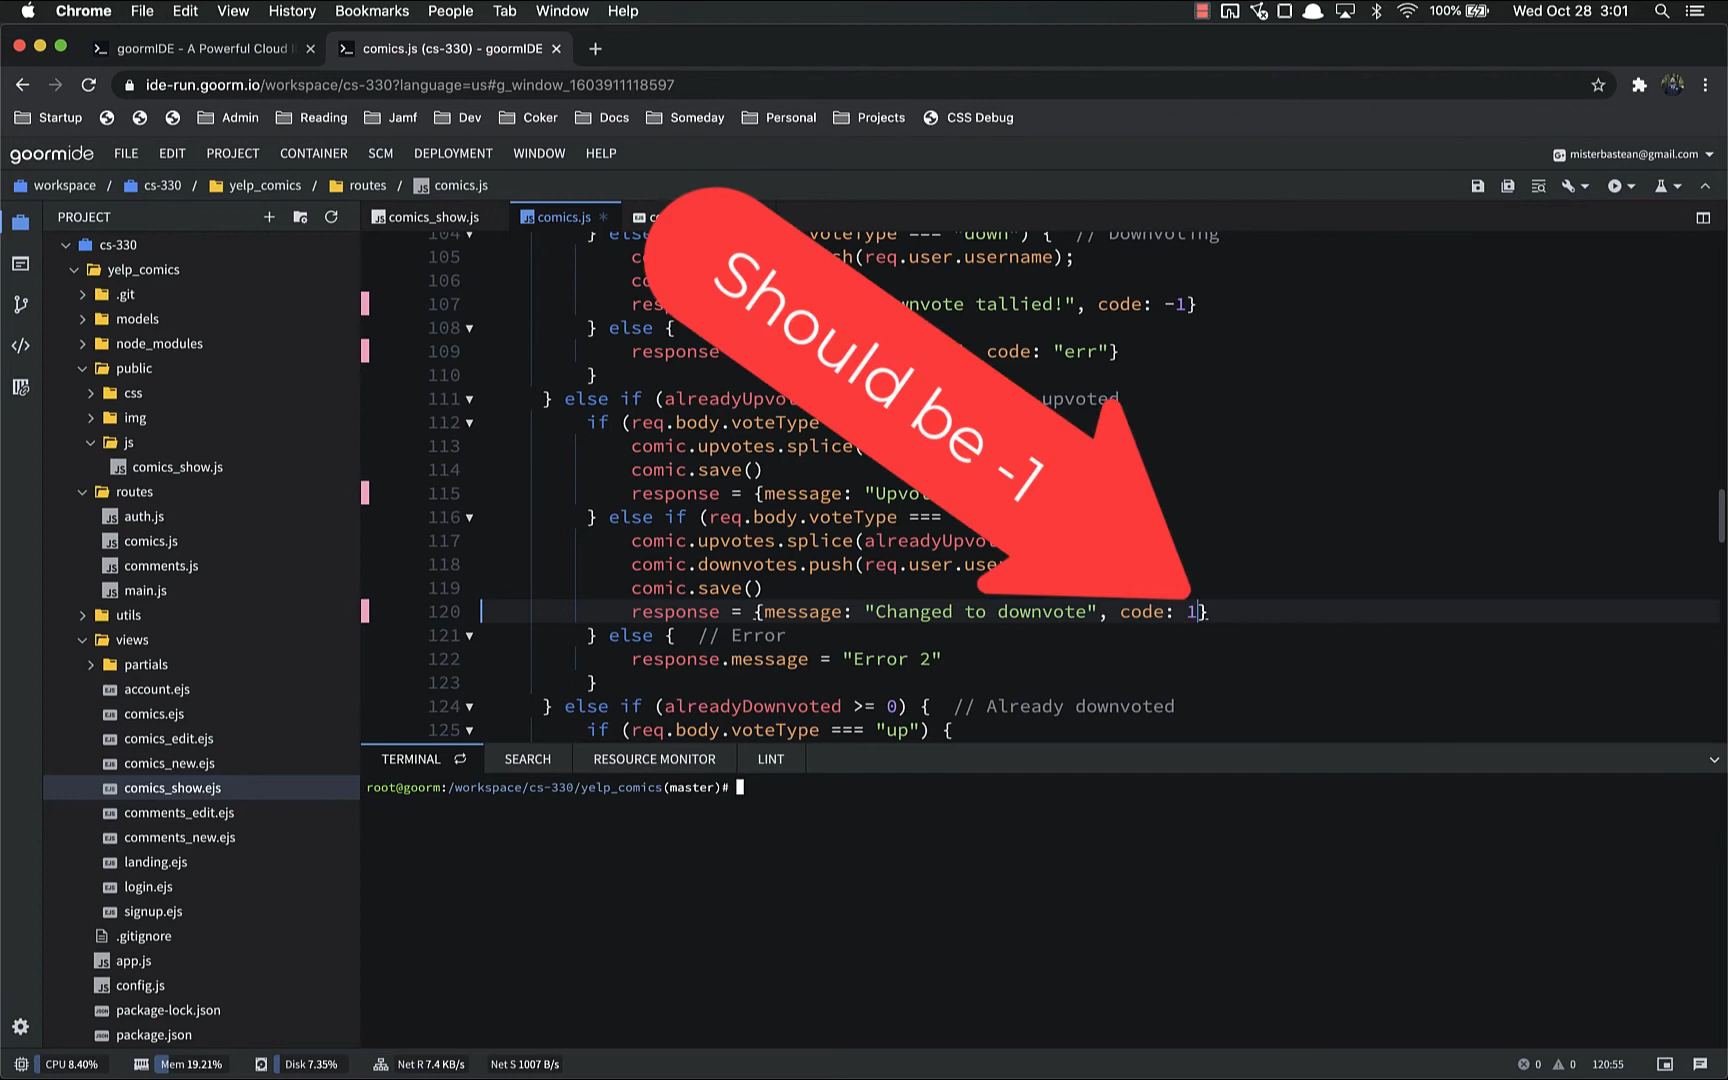 Chrome File Edit View History Bookmarks People Tab Window Help 100% Wed Oct 28 3:01
goormIDE - A Powerful Cloud comics.js (cs-330) - goormIDE
ide-run.goorm.io/workspace/cs-330?language=us#g_window_1603911118597
Startup Admin Reading Jamf Dev Coker Docs Someday Personal Projects CSS Debug
goormide FILE EDIT PROJECT CONTAINER SCM DEPLOYMENT WINDOW HELP misterbastean@gmail.com
workspace / cs-330 / yelp_comics / routes / comics.js
PROJECT
cs-330
yelp_comics
.git
models
node_modules
public
css
img
js
comics_show.js
routes
auth.js
comics.js
comments.js
main.js
utils
views
partials
account.ejs
comics.ejs
comics_edit.ejs
comics_new.ejs
comics_show.ejs
comments_edit.ejs
comments_new.ejs
landing.ejs
login.ejs
signup.ejs
.gitignore
app.js
config.js
package-lock.json
package.json
comics_show.js comics.js *
104 } else voteType === "down") { // Downvoting
105 (req.user.username);
106
107 vote tallied!", code: -1}
108 } else {
109 response code: "err"}
110 }
111 } else if ( upvoted
112 if (req.body.voteType
113 comic.upvotes.splice(
114 comic.save()
115 response = {message:
116 } else if (req.body.voteType ===
117 comic.upvotes.splice(
118 comic.downvotes.push(
119 comic.save()
120 response = {message: "Changed to downvote", code: 1}
121 } else { // Error
122 response.message = "Error 2"
123 }
124 } else if (alreadyDownvoted >= 0) { // Already downvoted
125 if (req.body.voteType === "up") {
Should be -1
TERMINAL SEARCH RESOURCE MONITOR LINT
root@goorm:/workspace/cs-330/yelp_comics(master)#
CPU 8.40% Mem 19.21% Disk 7.35% Net R 7.4 KB/s Net S 1007 B/s 0 0 120:55